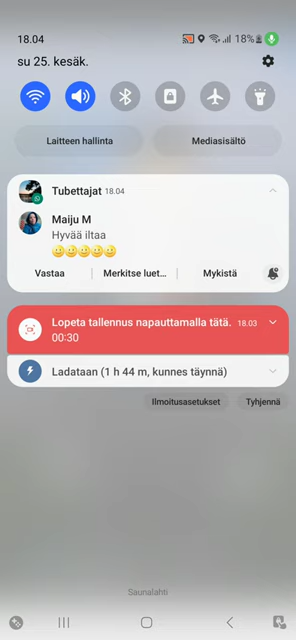 18.04
18%
su 25. kesäk.
Laitteen hallinta
Mediasisältö
Tubettajat 18.04
Maiju M
Hyvää iltaa
😀😀😀😀😀
Vastaa
Merkitse luet...
Mykistä
Lopeta tallennus napauttamalla tätä. 18.03
00:30
Ladataan (1 h 44 m, kunnes täynnä)
Ilmoitusasetukset
Tyhjennä
Saunalahti